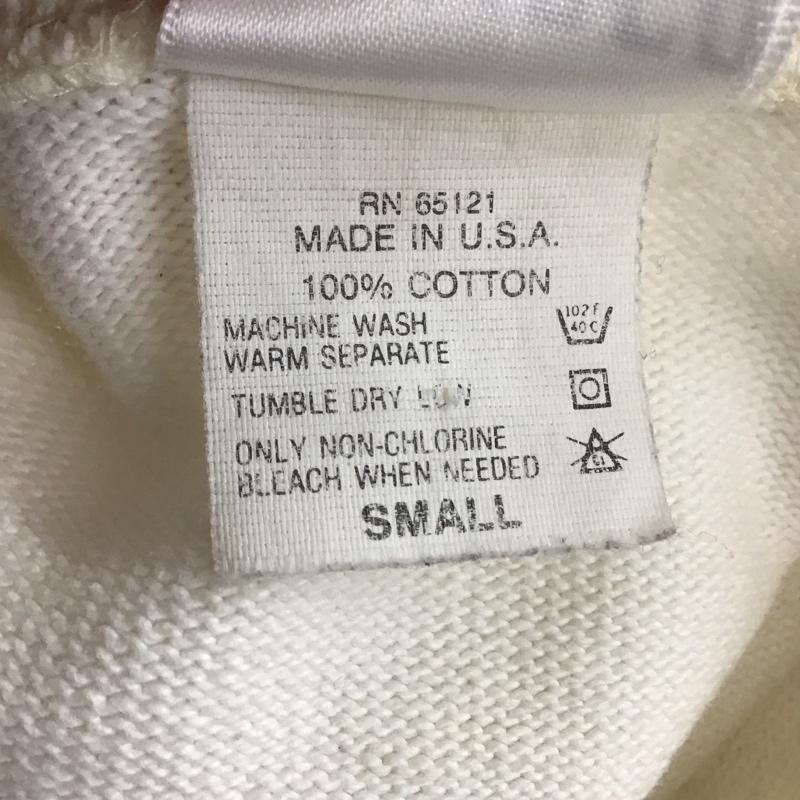 RN 65121
MADE IN U.S.A.
100% COTTON
MACHINE WASH
WARM SEPARATE
102 F
40 C
TUMBLE DRY LOW
ONLY NON-CHLORINE
BLEACH WHEN NEEDED
SMALL